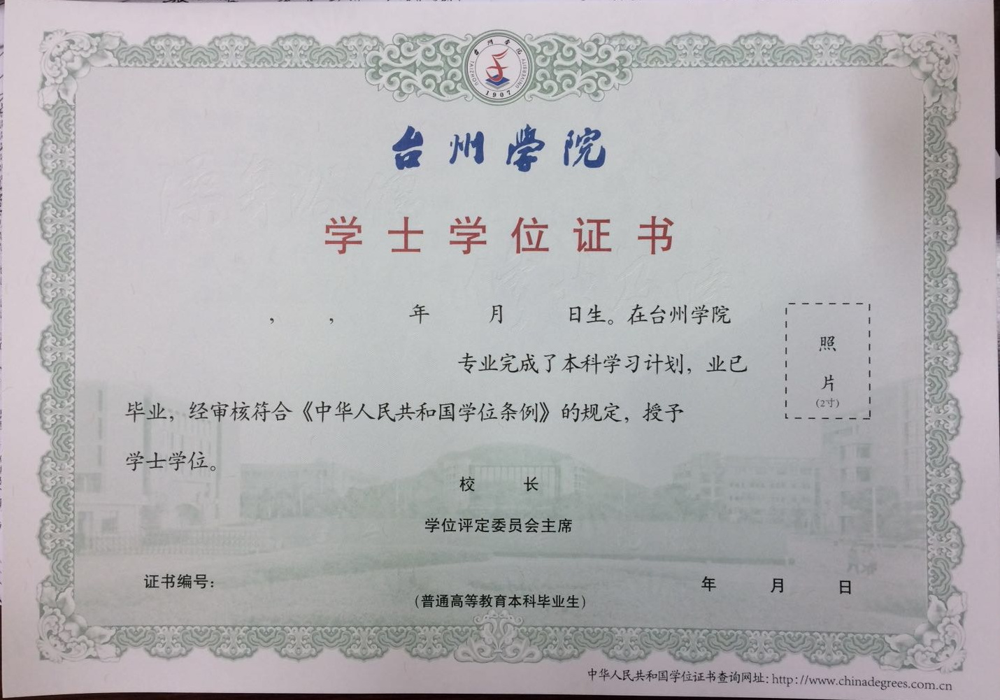 台州學院
TAIZHOU UNIVERSITY
1907
台州學院
学士学位证书
, , 年 月 日生。在台州学院
专业完成了本科学习计划，业已
毕业，经审核符合《中华人民共和国学位条例》的规定，授予
学士学位。
照
片
(2寸)
校 长
学位评定委员会主席
证书编号：
年 月 日
(普通高等教育本科毕业生)
中华人民共和国学位证书查询网址：http://www.chinadegrees.com.cn